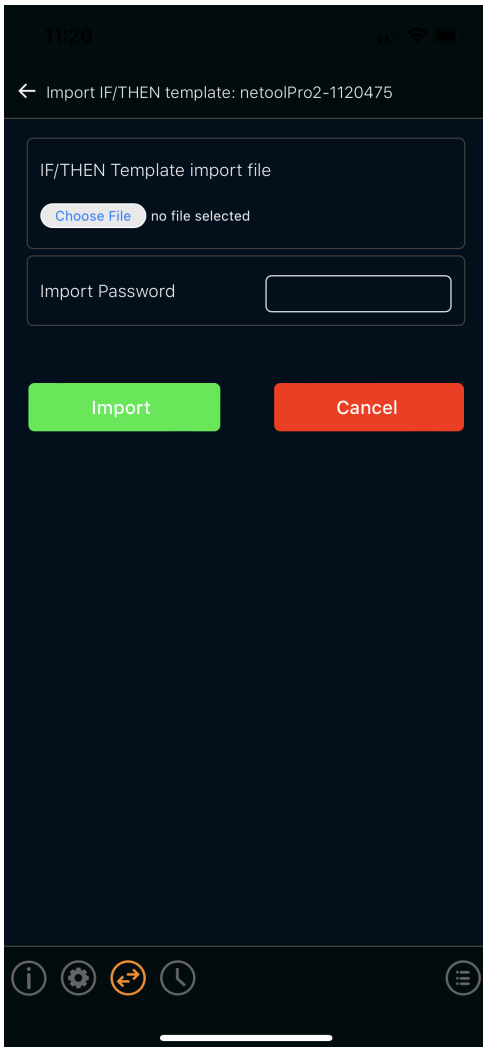 11:26
Import IF/THEN template: netoolPro2-1120475
IF/THEN Template import file
Choose File no file selected
Import Password
Import Cancel